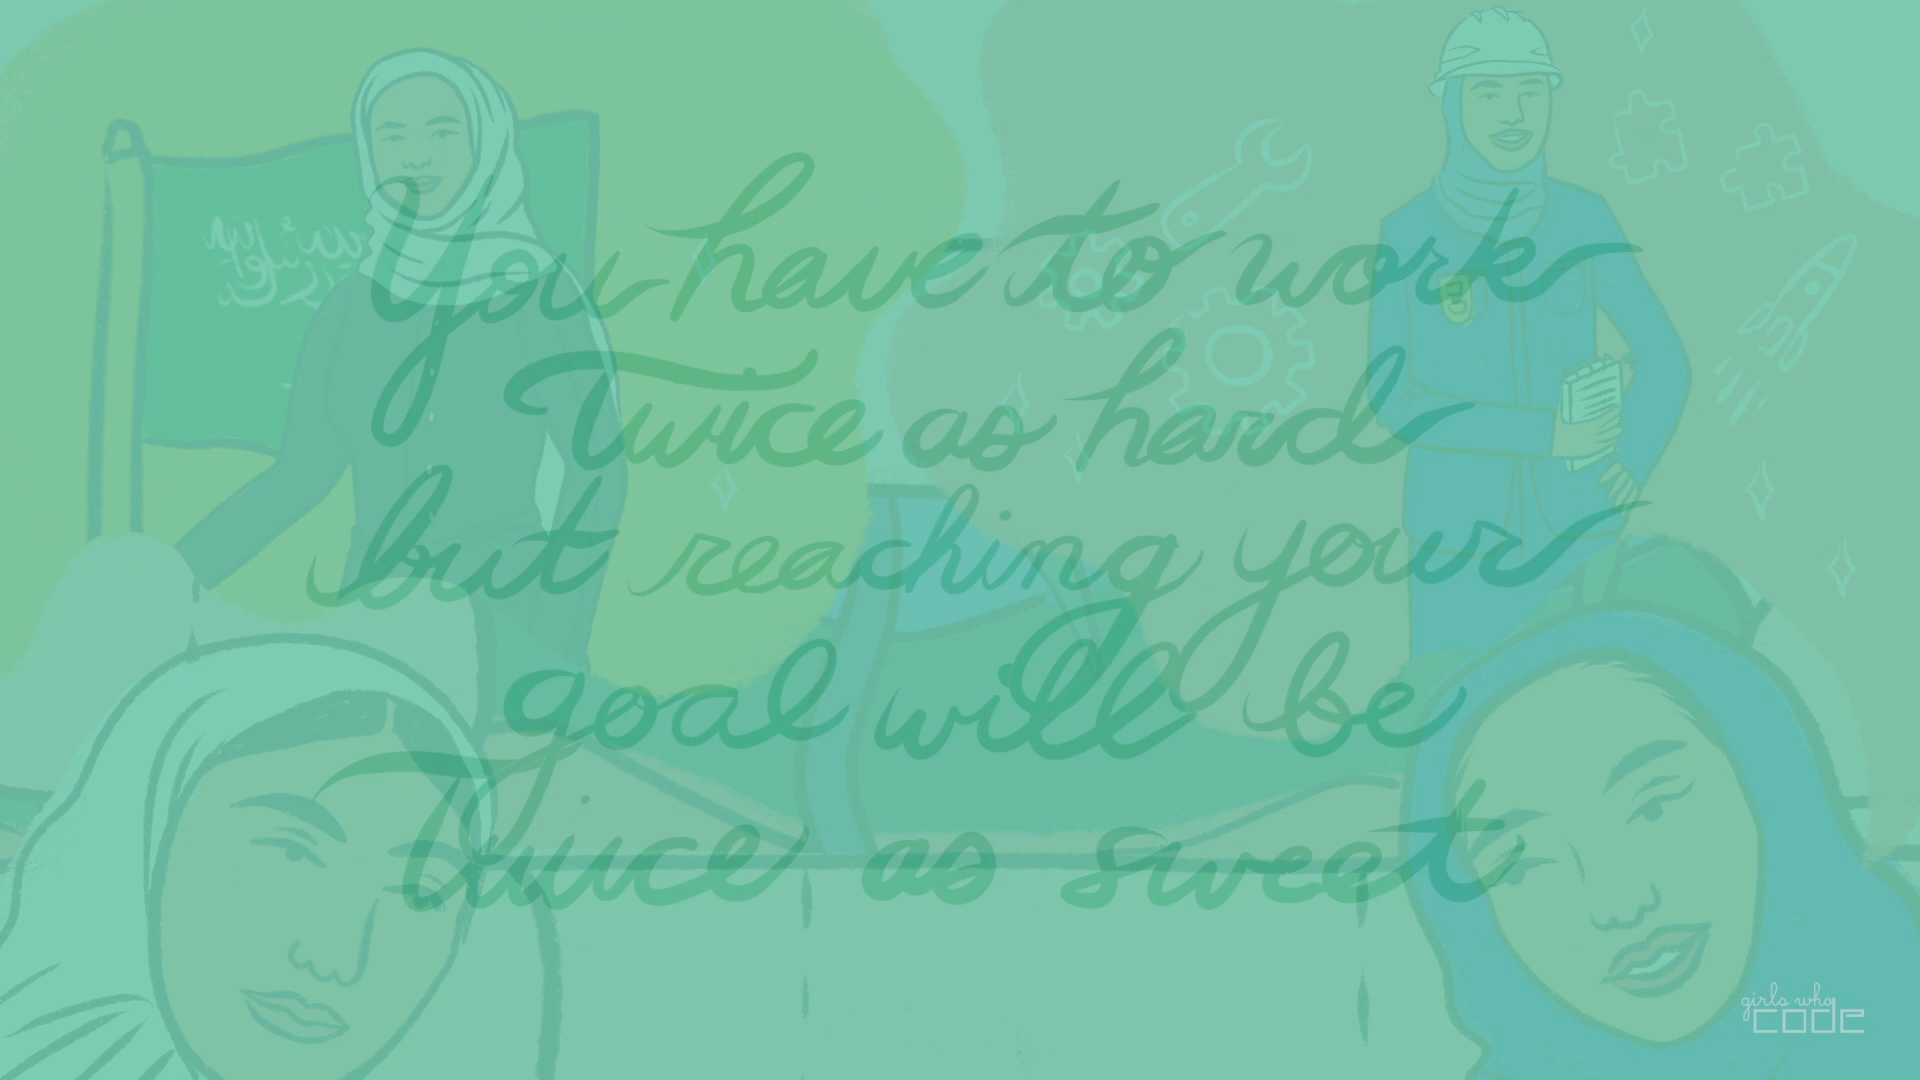 You have to work
Twice as hard
but reaching your
goal will be
Twice as sweet
girls who
code